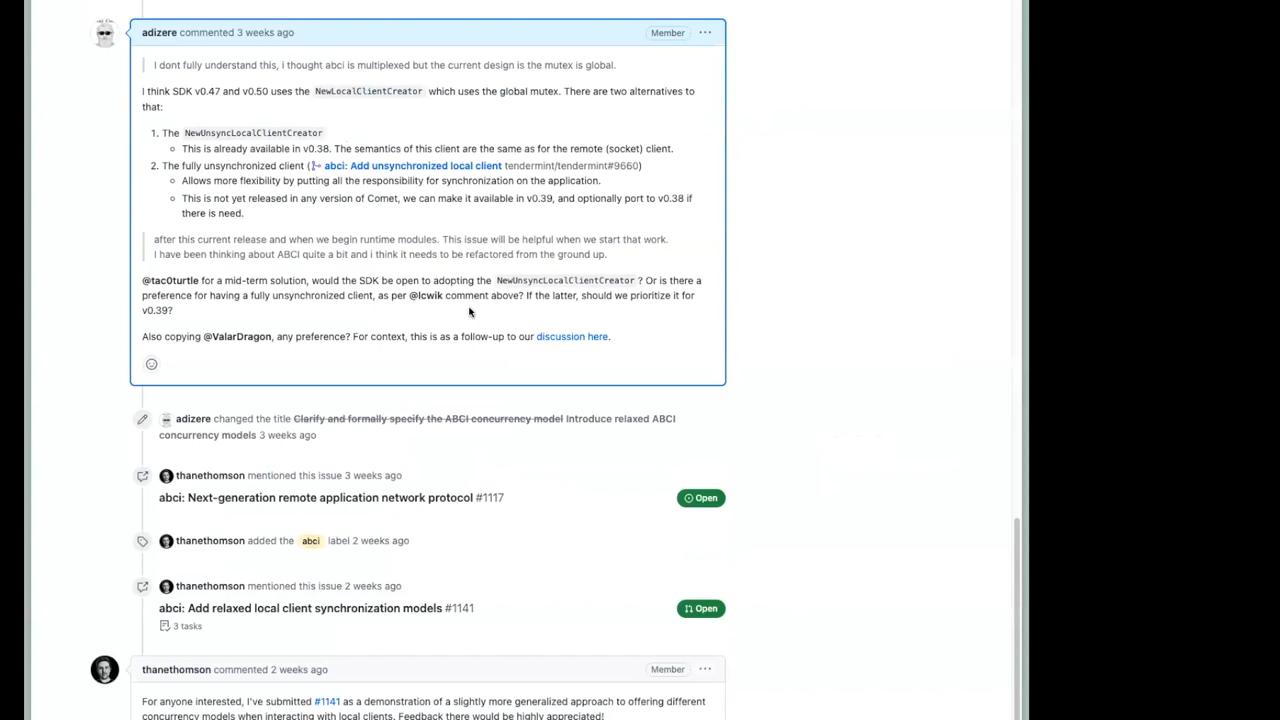 adizere commented 3 weeks ago
Member
I dont fully understand this, i thought abci is multiplexed but the current design is the mutex is global.
I think SDK v0.47 and v0.50 uses the NewLocalClientCreator which uses the global mutex. There are two alternatives to
that:
1. The NewUnsyncLocalClientCreator
This is already available in v0.38. The semantics of this client are the same as for the remote (socket) client.
2. The fully unsynchronized client (abci: Add unsynchronized local client tendermint/tendermint#9660)
Allows more flexibility by putting all the responsibility for synchronization on the application.
This is not yet released in any version of Comet, we can make it available in v0.39, and optionally port to v0.38 if
there is need.
after this current release and when we begin runtime modules. This issue will be helpful when we start that work.
I have been thinking about ABCI quite a bit and i think it needs to be refactored from the ground up.
@tac0turtle for a mid-term solution, would the SDK be open to adopting the NewUnsyncLocalClientCreator? Or is there a
preference for having a fully unsynchronized client, as per @lcwik comment above? If the latter, should we prioritize it for
v0.39?
Also copying @ValarDragon, any preference? For context, this is as a follow-up to our discussion here.
adizere changed the title Clarify and formally specify the ABCI concurrency model Introduce relaxed ABCI
concurrency models 3 weeks ago
thanethomson mentioned this issue 3 weeks ago
abci: Next-generation remote application network protocol #1117
Open
thanethomson added the abci label 2 weeks ago
thanethomson mentioned this issue 2 weeks ago
abci: Add relaxed local client synchronization models #1141
Open
3 tasks
thanethomson commented 2 weeks ago
Member
For anyone interested, I've submitted #1141 as a demonstration of a slightly more generalized approach to offering different
concurrency models when interacting with local clients. Feedback there would be highly appreciated!